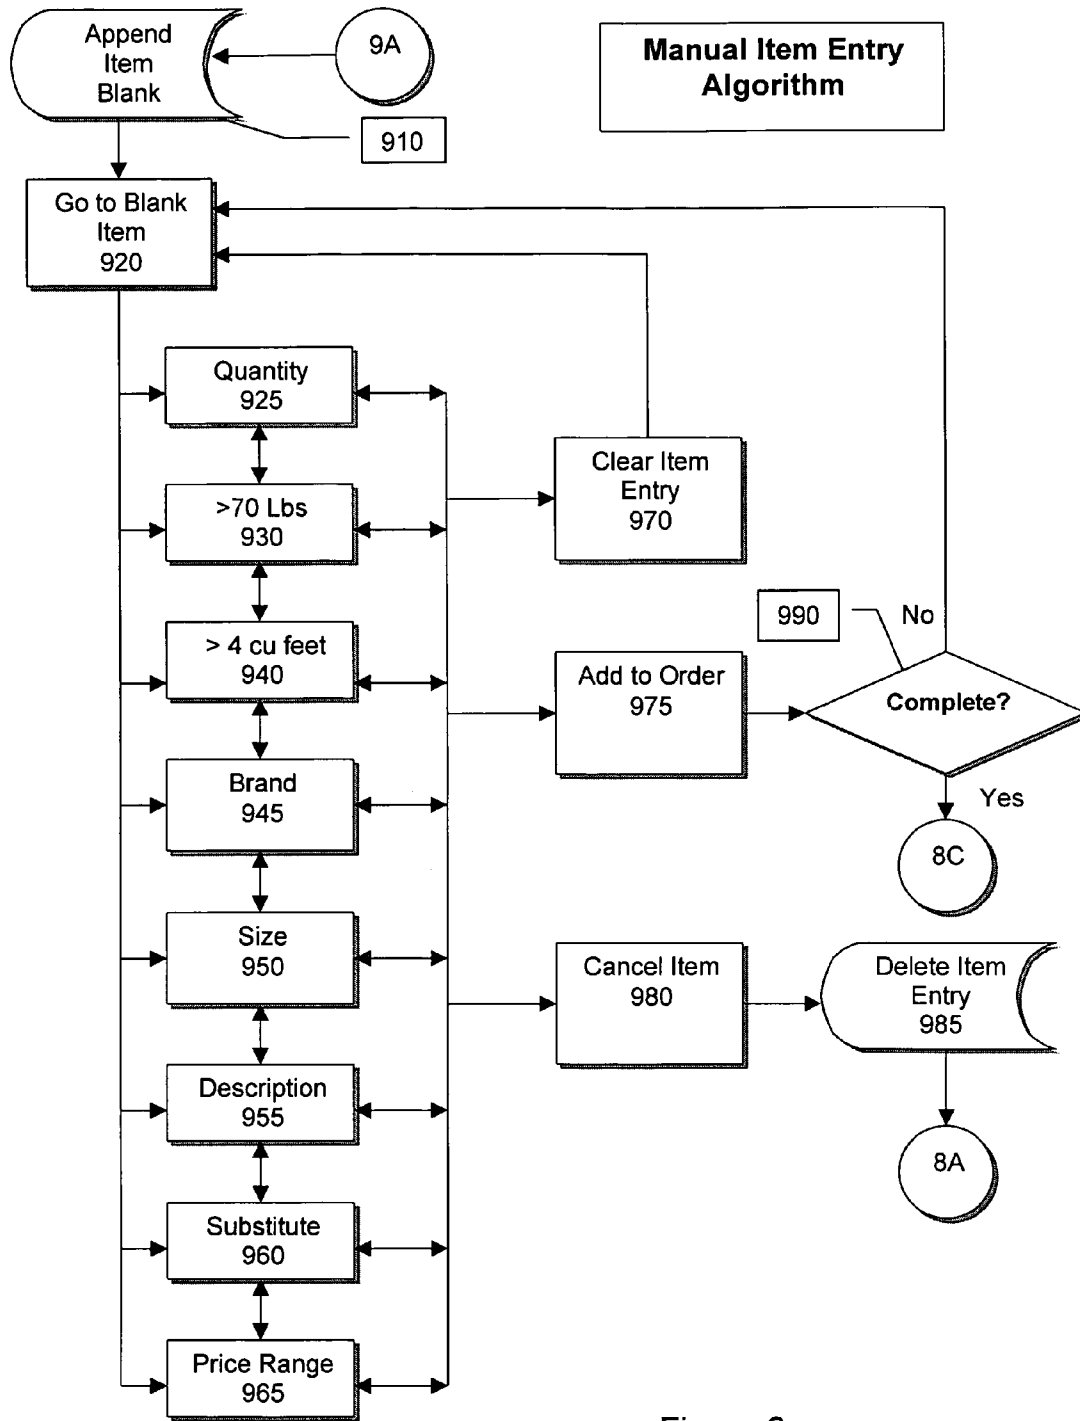 Append
Item
Blank
9A
Manual Item Entry
Algorithm
910
Go to Blank
Item
920
Quantity
925
Clear Item
Entry
970
>70 Lbs
930
990
No
> 4 cu feet
940
Add to Order
975
Complete?
Brand
945
Yes
8C
Size
950
Cancel Item
980
Delete Item
Entry
985
Description
955
8A
Substitute
960
Price Range
965